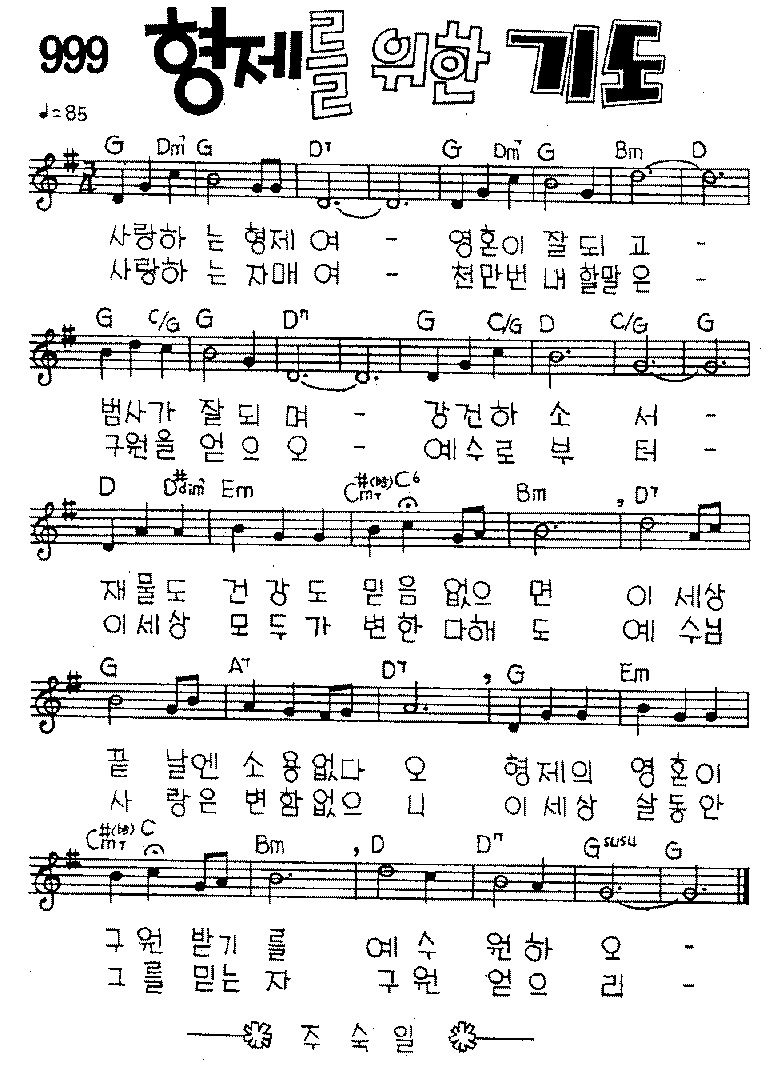 999 형제를 위한 기도
♩=85
G Dm7 G D7 G Dm7 G Bm D
사랑하 는 형제 여 - 영혼이 잘되 고 -
사랑하 는 자매 여 - 천만번 내 할말 은 -
G C/G G D7 G C/G D C/G G
범사가 잘되 며 - 강건하 소 서 -
구원을 얻으 오 - 예수로 부 터 -
D D#dim7 Em C#m7(b5) C6 Bm , D7
재물도 건강도 믿음 없으 면 이 세상
이세상 모두가 변한 다해 도 예 수님
G A7 D7 , G Em
끝 날엔 소용없다 오 형제의 영혼이
사 랑은 변함없으 니 이세상 살동안
C#m7(b5) C Bm , D D7 Gsus4 G
구원 받기 를 예수 원하 오 -
그를 믿는 자 구원 얻으 리 -
주 숙 일